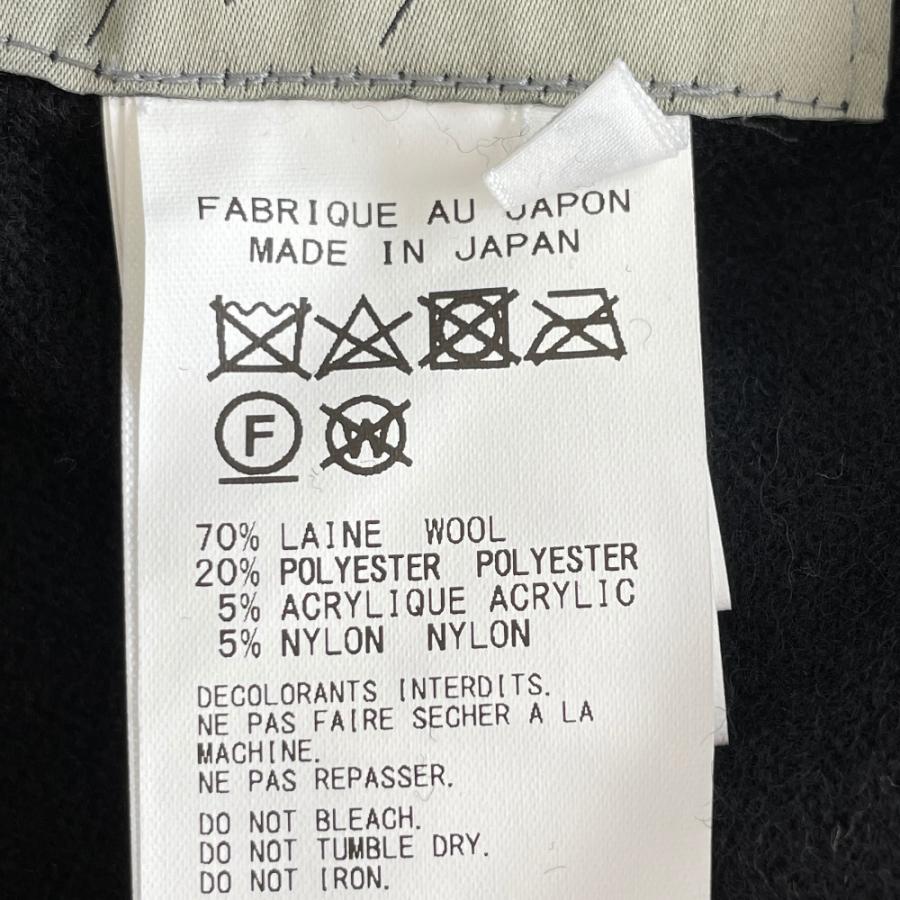 FABRIQUE AU JAPON
MADE IN JAPAN
F W
70% LAINE WOOL
20% POLYESTER POLYESTER
5% ACRYLIQUE ACRYLIC
5% NYLON NYLON
DECOLORANTS INTERDITS.
NE PAS FAIRE SECHER A LA
MACHINE.
NE PAS REPASSER.
DO NOT BLEACH.
DO NOT TUMBLE DRY.
DO NOT IRON.